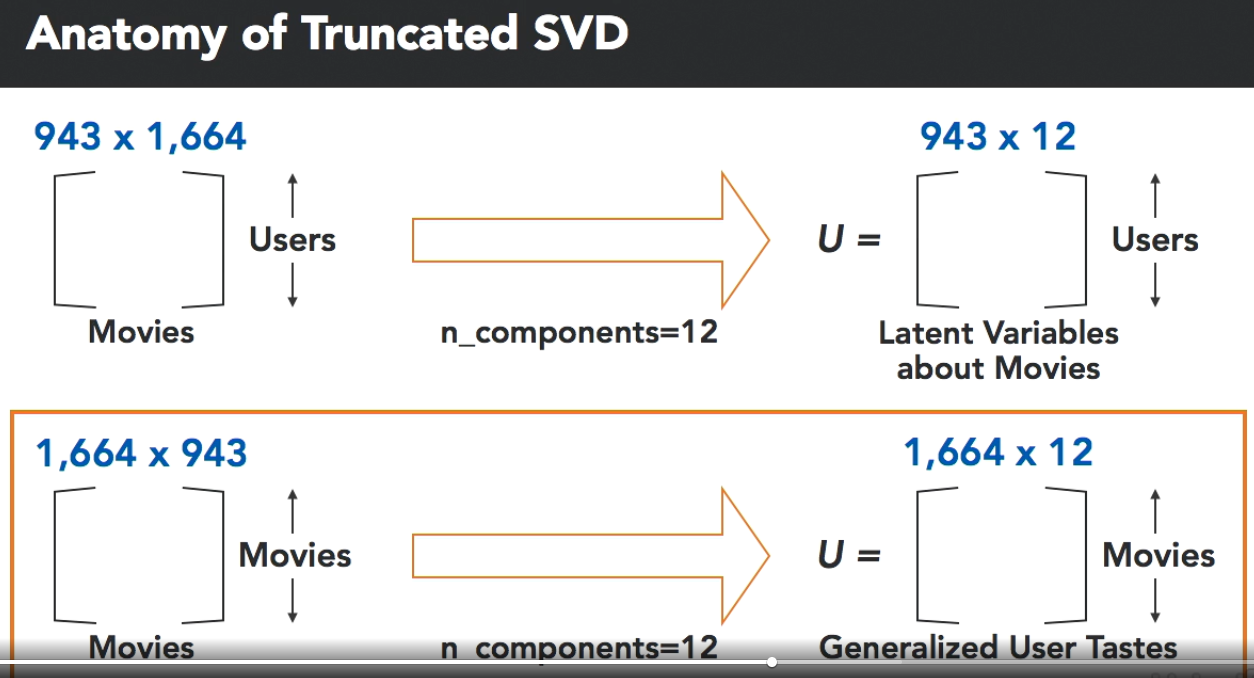 Anatomy of Truncated SVD
943 x 1,664
943 x 12
Users
U =
Users
Movies
n_components=12
Latent Variables
about Movies
1,664 x 943
1,664 x 12
Movies
U =
Movies
Movies
n_components=12
Generalized User Tastes